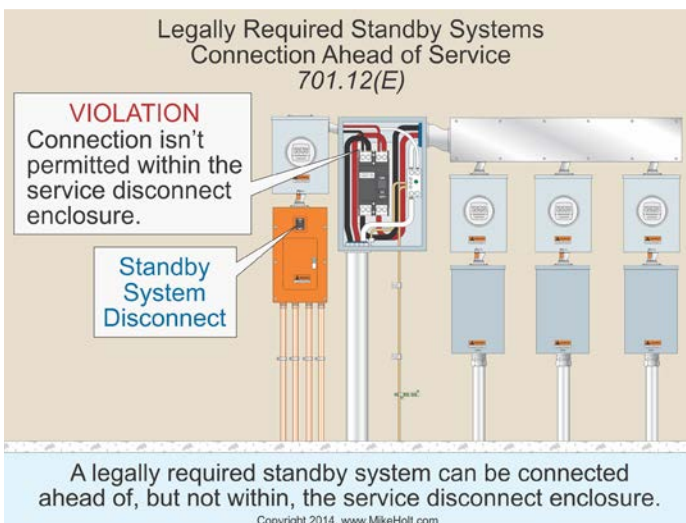 Legally Required Standby Systems
Connection Ahead of Service
701.12(E)
VIOLATION
Connection isn't
permitted within the
service disconnect
enclosure.
Standby
System
Disconnect
A legally required standby system can be connected
ahead of, but not within, the service disconnect enclosure.
Copyright 2014, www.MikeHolt.com